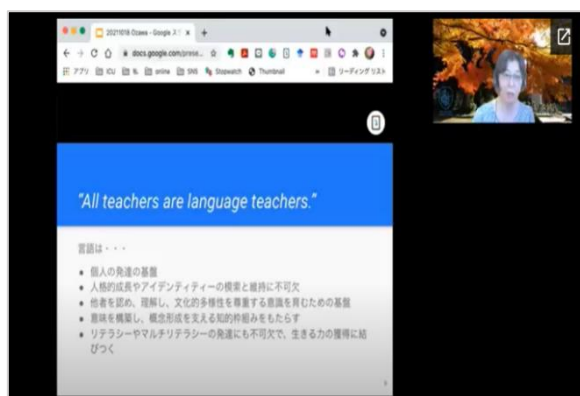 20211019 Ozawa - Google スラ
docs.google.com/prese...
アプリ ICU online SNS Stopwatch Thumbnail » リーディングリスト
"All teachers are language teachers."
言語は・・・
● 個人の発達の基盤
● 人格的成長やアイデンティティーの模索と維持に不可欠
● 他者を認め、理解し、文化的多様性を尊重する意識を育むための基盤
● 意味を構築し、概念形成を支える知的枠組みをもたらす
● リテラシーやマルチリテラシーの発達にも不可欠で、生きる力の獲得に結
びつく